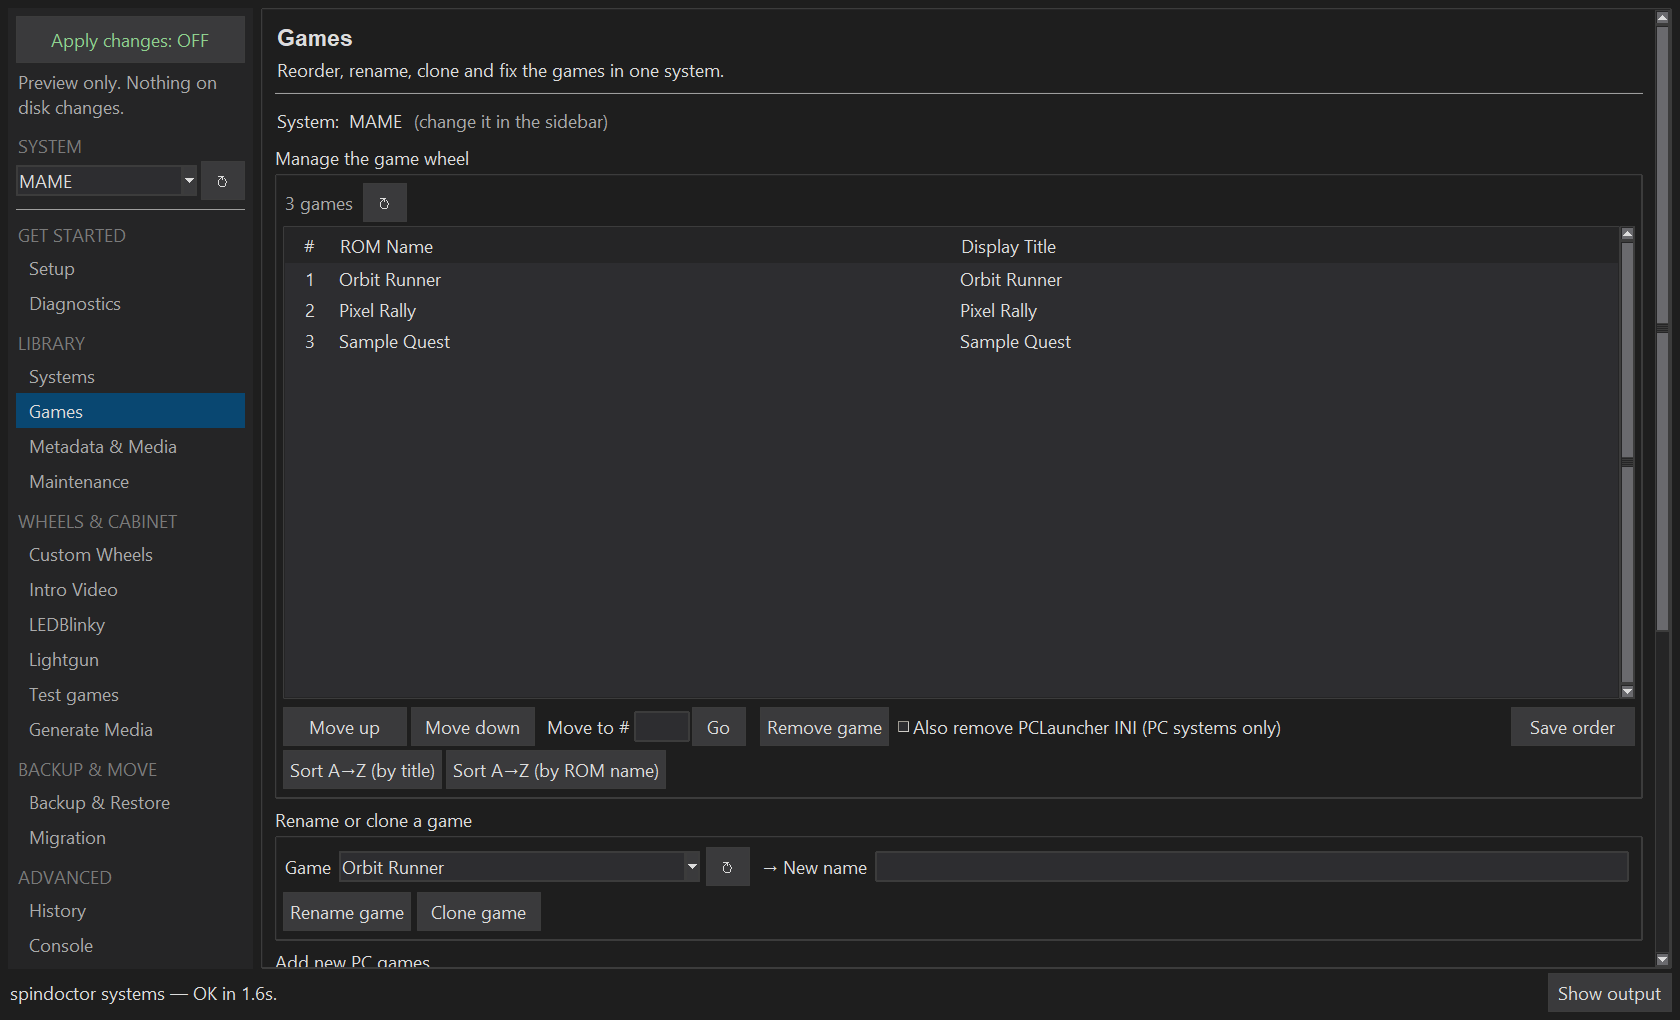 Apply changes: OFF
Preview only. Nothing on
disk changes.
SYSTEM
MAME
GET STARTED
Setup
Diagnostics
LIBRARY
Systems
Games
Metadata & Media
Maintenance
WHEELS & CABINET
Custom Wheels
Intro Video
LEDBlinky
Lightgun
Test games
Generate Media
BACKUP & MOVE
Backup & Restore
Migration
ADVANCED
History
Console
Games
Reorder, rename, clone and fix the games in one system.
System: MAME (change it in the sidebar)
Manage the game wheel
3 games
# ROM Name Display Title
1 Orbit Runner Orbit Runner
2 Pixel Rally Pixel Rally
3 Sample Quest Sample Quest
Move up Move down Move to # Go Remove game Also remove PCLauncher INI (PC systems only) Save order
Sort A→Z (by title) Sort A→Z (by ROM name)
Rename or clone a game
Game Orbit Runner → New name
Rename game Clone game
Add new PC games
spindoctor systems — OK in 1.6s.
Show output